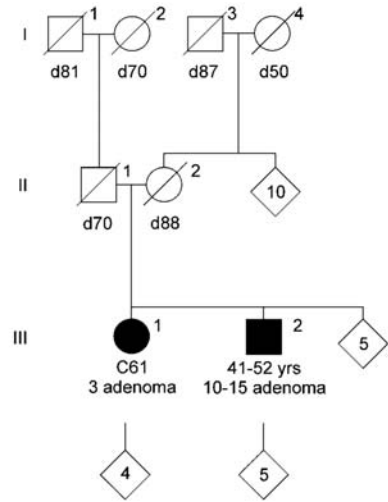 I 1 2 3 4
d81 d70 d87 d50
II 1 2 10
d70 d88
III 1 2 5
C61 41-52 yrs
3 adenoma 10-15 adenoma
4 5